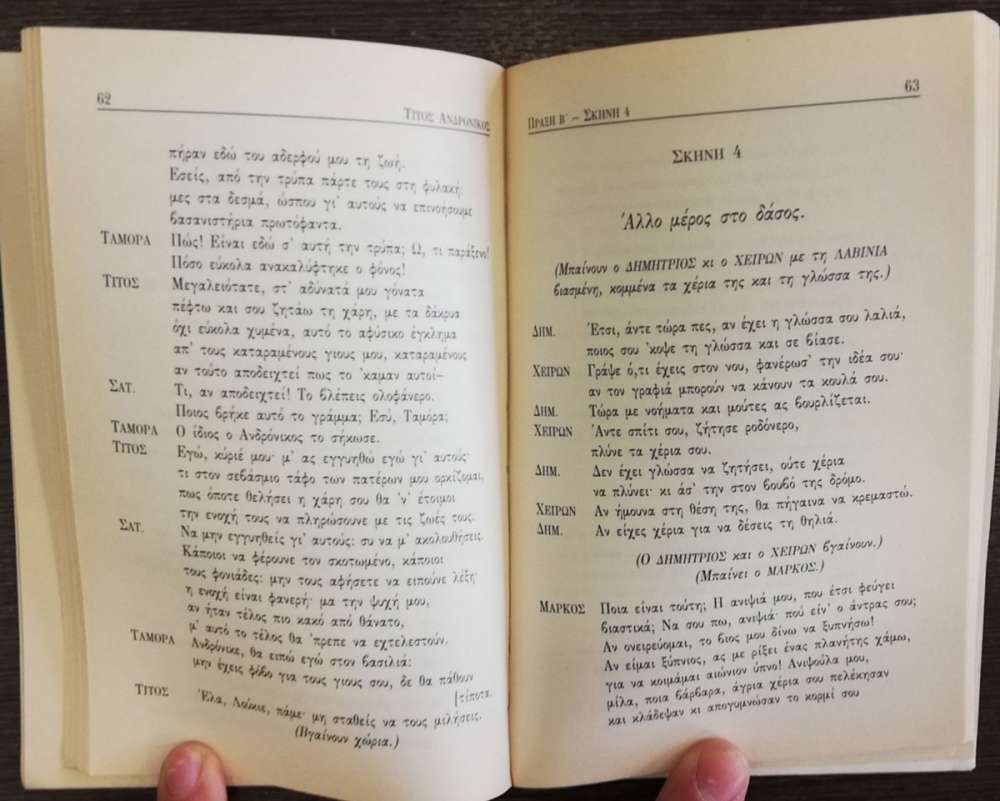 62
ΤΙΤΟΣ ΑΝΔΡΟΝΙΚΟΣ
πήραν εδώ του αδερφού μου τη ζωή.
Εσείς, από την τρύπα πάρτε τους στη φυλακή·
μες στα δεσμά, ώσπου γι' αυτούς να επινοήσουμε
βασανιστήρια πρωτόφαντα.
ΤΑΜΟΡΑ Πώς! Είναι εδώ σ' αυτή την τρύπα; Ω, τι παράξενο!
Πόσο εύκολα ανακαλύφτηκε ο φόνος!
ΤΙΤΟΣ Μεγαλειότατε, στ' αδύνατά μου γόνατα
πέφτω και σου ζητάω τη χάρη, με τα δάκρυα
όχι εύκολα χυμένα, αυτό το αφύσικο έγκλημα
απ' τους καταραμένους γιους μου, καταραμένους
αν τούτο αποδειχτεί πως το 'καμαν αυτοί—
ΣΑΤ. Τι, αν αποδειχτεί! Το βλέπεις ολοφάνερο.
Ποιος βρήκε αυτό το γράμμα; Εσύ, Ταμόρα;
ΤΑΜΟΡΑ Ο ίδιος ο Ανδρόνικος το σήκωσε.
ΤΙΤΟΣ Εγώ, κύριέ μου· μ' ας εγγυηθώ εγώ γι' αυτούς·
τι στον σεβάσμιο τάφο των πατέρων μου ορκίζομαι,
πως όποτε θελήσει η χάρη σου θα 'ν' έτοιμοι
την ενοχή τους να πληρώσουνε με τις ζωές τους.
ΣΑΤ. Να μην εγγυηθείς γι' αυτούς: συ να μ' ακολουθήσεις.
Κάποιοι να φέρουνε τον σκοτωμένο, κάποιοι
τους φονιάδες: μην τους αφήσετε να ειπούνε λέξη·
η ενοχή είναι φανερή· μα την ψυχή μου,
αν ήταν τέλος πιο κακό από θάνατο,
μ' αυτό το τέλος θα 'πρεπε να εχτελεστούν.
ΤΑΜΟΡΑ Ανδρόνικε, θα ειπώ εγώ στον βασιλιά:
μην έχεις φόβο για τους γιους σου, δε θα πάθουν
[τίποτα.
ΤΙΤΟΣ Έλα, Λούκιε, πάμε· μη σταθείς να τους μιλήσεις.
(Βγαίνουν χώρια.)
ΠΡΑΞΗ Β΄ – ΣΚΗΝΗ 4
63
ΣΚΗΝΗ 4
Άλλο μέρος στο δάσος.
(Μπαίνουν ο ΔΗΜΗΤΡΙΟΣ κι ο ΧΕΙΡΩΝ με τη ΛΑΒΙΝΙΑ
βιασμένη, κομμένα τα χέρια της και τη γλώσσα της.)
ΔΗΜ. Έτσι, άντε τώρα πες, αν έχει η γλώσσα σου λαλιά,
ποιος σου 'κοψε τη γλώσσα και σε βίασε.
ΧΕΙΡΩΝ Γράψε ό,τι έχεις στον νου, φανέρωσ' την ιδέα σου·
αν τον γραφιά μπορούν να κάνουν τα κουλά σου.
ΔΗΜ. Τώρα με νοήματα και μούτες ας βουρλίζεται.
ΧΕΙΡΩΝ Άντε σπίτι σου, ζήτησε ροδόνερο,
πλύνε τα χέρια σου.
ΔΗΜ. Δεν έχει γλώσσα να ζητήσει, ούτε χέρια
να πλύνει· κι άσ' την στον βουβό της δρόμο.
ΧΕΙΡΩΝ Αν ήμουνα στη θέση της, θα πήγαινα να κρεμαστώ.
ΔΗΜ. Αν είχες χέρια για να δέσεις τη θηλιά.
(Ο ΔΗΜΗΤΡΙΟΣ και ο ΧΕΙΡΩΝ βγαίνουν.)
(Μπαίνει ο ΜΑΡΚΟΣ.)
ΜΑΡΚΟΣ Ποια είναι τούτη; Η ανιψιά μου, που έτσι φεύγει
βιαστικά; Να σου πω, ανιψιά· πού είν' ο άντρας σου;
Αν ονειρεύομαι, το βιος μου δίνω να ξυπνήσω!
Αν είμαι ξύπνιος, ας με ρίξει ένας πλανήτης χάμω,
για να κοιμάμαι αιώνιον ύπνο! Ανιψούλα μου,
μίλα, ποια βάρβαρα, άγρια χέρια σου πελέκησαν
και κλάδεψαν κι απογυμνώσαν το κορμί σου